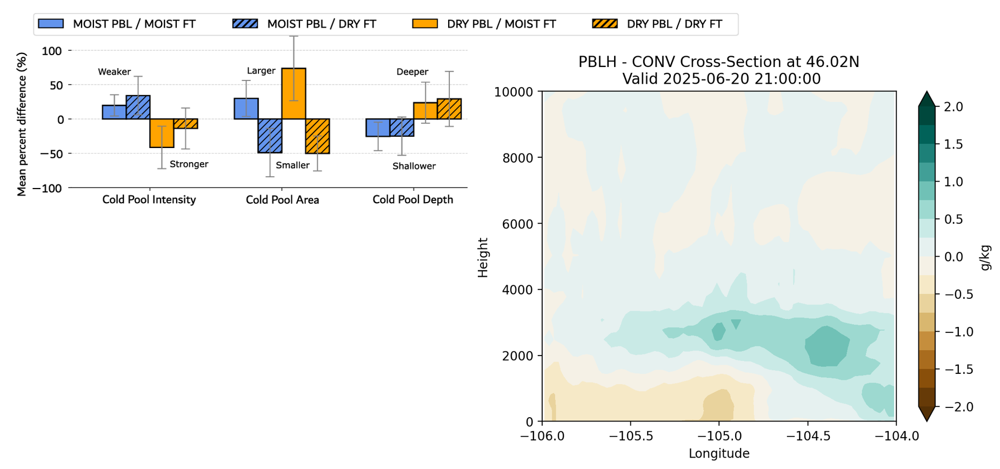 MOIST PBL / MOIST FT
MOIST PBL / DRY FT
DRY PBL / MOIST FT
DRY PBL / DRY FT
Mean percent difference (%)
100
50
0
−50
−100
Weaker
Stronger
Larger
Smaller
Deeper
Shallower
Cold Pool Intensity
Cold Pool Area
Cold Pool Depth
PBLH - CONV Cross-Section at 46.02N
Valid 2025-06-20 21:00:00
Height
10000
8000
6000
4000
2000
0
−106.0
−105.5
−105.0
−104.5
−104.0
Longitude
2.0
1.5
1.0
0.5
0.0
−0.5
−1.0
−1.5
−2.0
g/kg